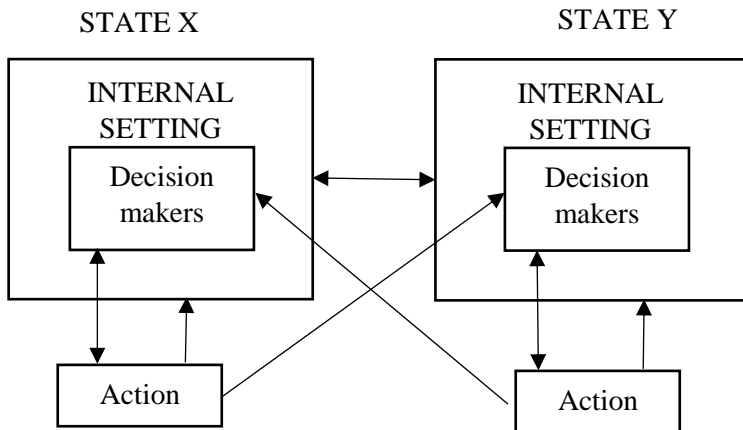 STATE X
STATE Y
INTERNAL
SETTING
Decision
makers
INTERNAL
SETTING
Decision
makers
Action
Action